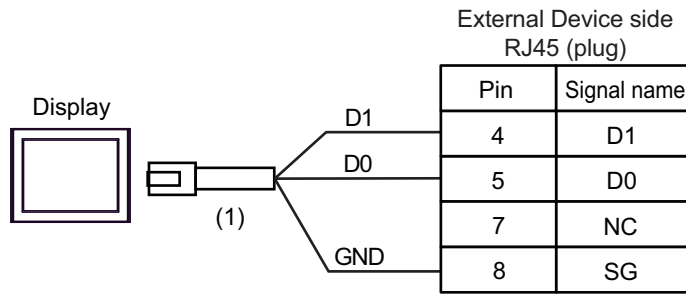 External Device side
RJ45 (plug)
Display
(1)
D1
D0
GND
Pin Signal name
4 D1
5 D0
7 NC
8 SG